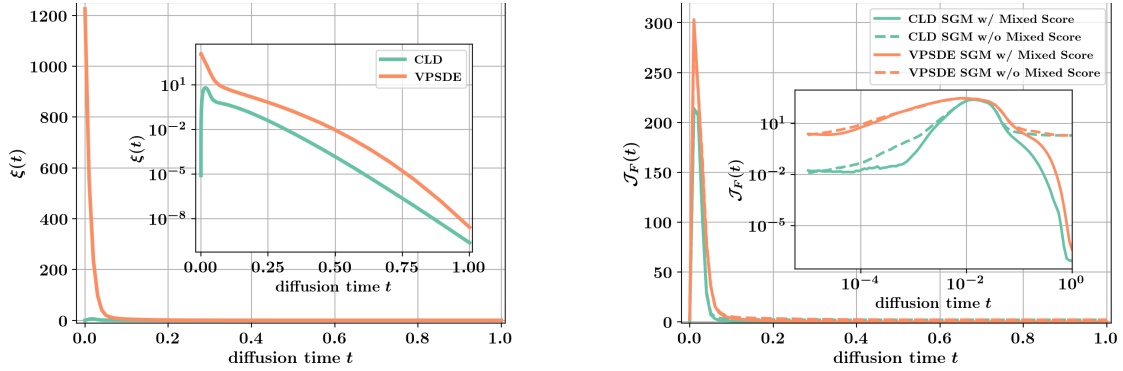 1200
1000
800
600
400
200
0
ξ(t)
0.0 0.2 0.4 0.6 0.8 1.0
diffusion time t
CLD
VPSDE
10^1
10^−2
10^−5
10^−8
ξ(t)
0.00 0.25 0.50 0.75 1.00
diffusion time t
300
250
200
150
100
50
0
𝒥_F(t)
0.0 0.2 0.4 0.6 0.8 1.0
diffusion time t
CLD SGM w/ Mixed Score
CLD SGM w/o Mixed Score
VPSDE SGM w/ Mixed Score
VPSDE SGM w/o Mixed Score
10^1
10^−2
10^−5
𝒥_F(t)
10^−4 10^−2 10^0
diffusion time t